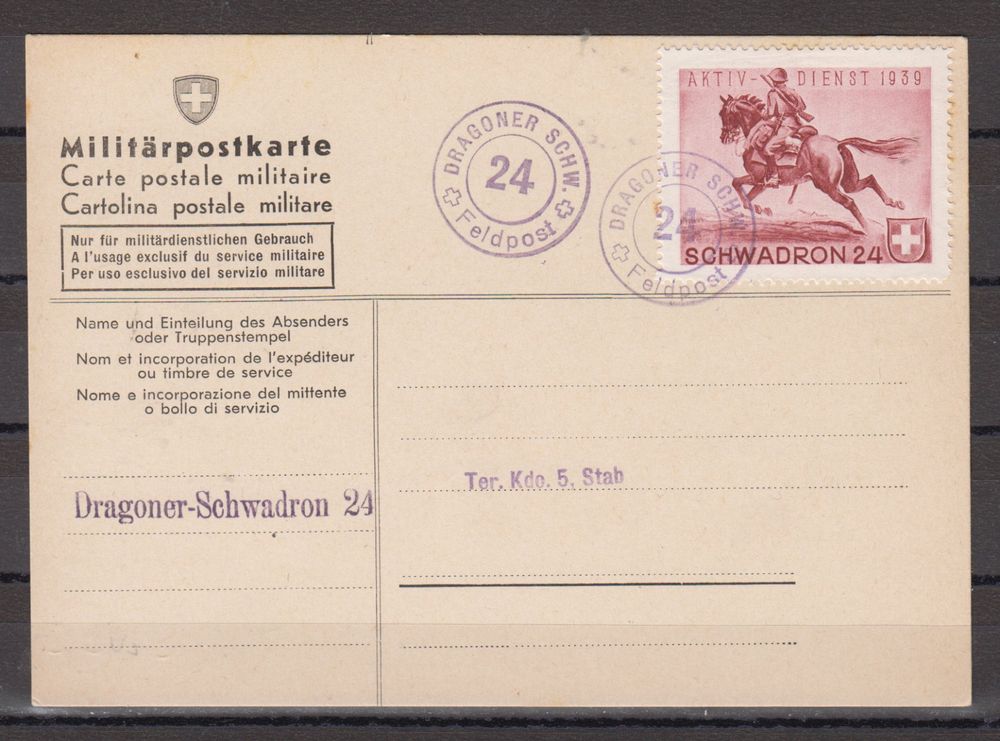 Militärpostkarte
Carte postale militaire
Cartolina postale militare
Nur für militärdienstlichen Gebrauch
A l'usage exclusif du service militaire
Per uso esclusivo del servizio militare
DRAGONER SCHW.
24
Feldpost
DRAGONER SCHW.
24
Feldpost
AKTIV-DIENST 1939
SCHWADRON 24
Name und Einteilung des Absenders
oder Truppenstempel
Nom et incorporation de l'expéditeur
ou timbre de service
Nome e incorporazione del mittente
o bollo di servizio
Dragoner-Schwadron 24
Ter. Kdo. 5, Stab